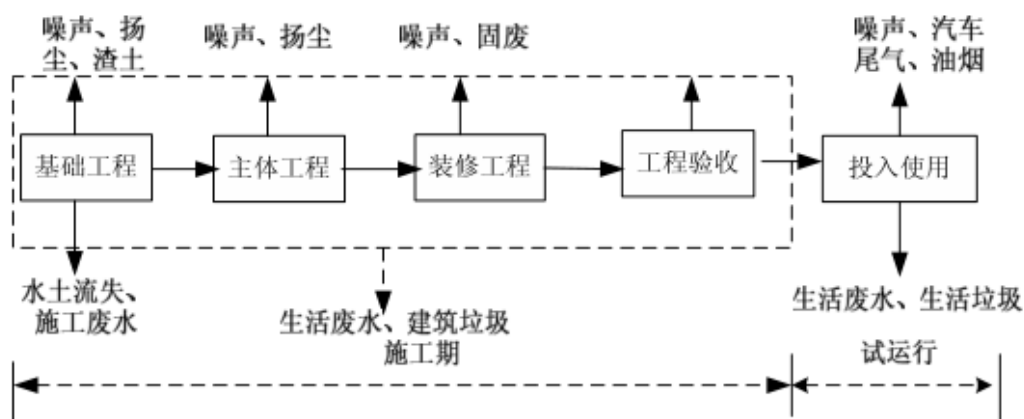 噪声、扬
尘、渣土
噪声、扬尘
噪声、固废
噪声、汽车
尾气、油烟
基础工程
主体工程
装修工程
工程验收
投入使用
水土流失、
施工废水
生活废水、建筑垃圾
施工期
生活废水、生活垃圾
试运行